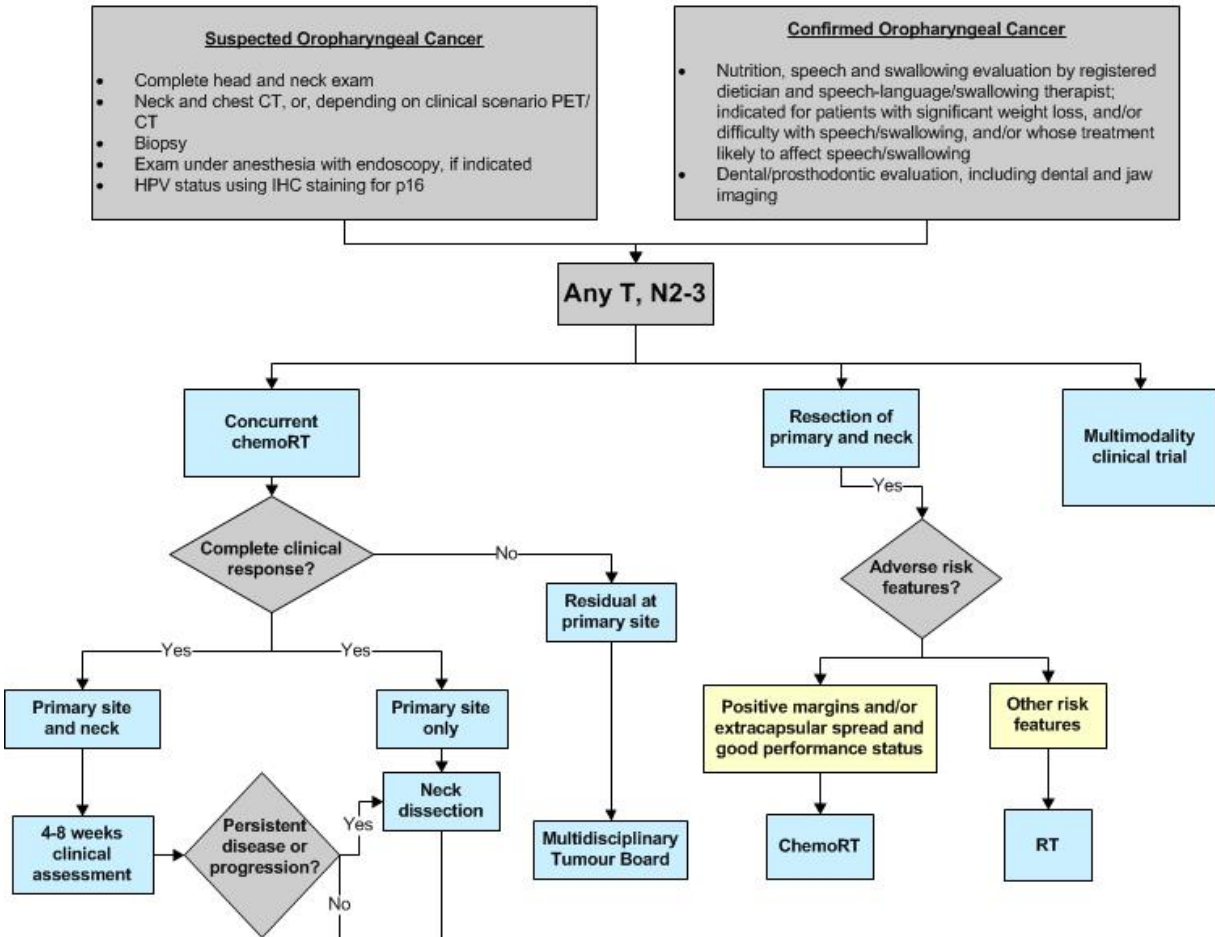 Suspected Oropharyngeal Cancer
• Complete head and neck exam
• Neck and chest CT, or, depending on clinical scenario PET/
CT
• Biopsy
• Exam under anesthesia with endoscopy, if indicated
• HPV status using IHC staining for p16
Confirmed Oropharyngeal Cancer
• Nutrition, speech and swallowing evaluation by registered
dietician and speech-language/swallowing therapist;
indicated for patients with significant weight loss, and/or
difficulty with speech/swallowing, and/or whose treatment
likely to affect speech/swallowing
• Dental/prosthodontic evaluation, including dental and jaw
imaging
Any T, N2-3
Concurrent
chemoRT
Resection of
primary and neck
Multimodality
clinical trial
Yes
Complete clinical
response?
No
Adverse risk
features?
Residual at
primary site
Yes
Yes
Primary site
and neck
Primary site
only
Positive margins and/or
extracapsular spread and
good performance status
Other risk
features
4-8 weeks
clinical
assessment
Persistent
disease or
progression?
Yes
Neck
dissection
No
Multidisciplinary
Tumour Board
ChemoRT
RT